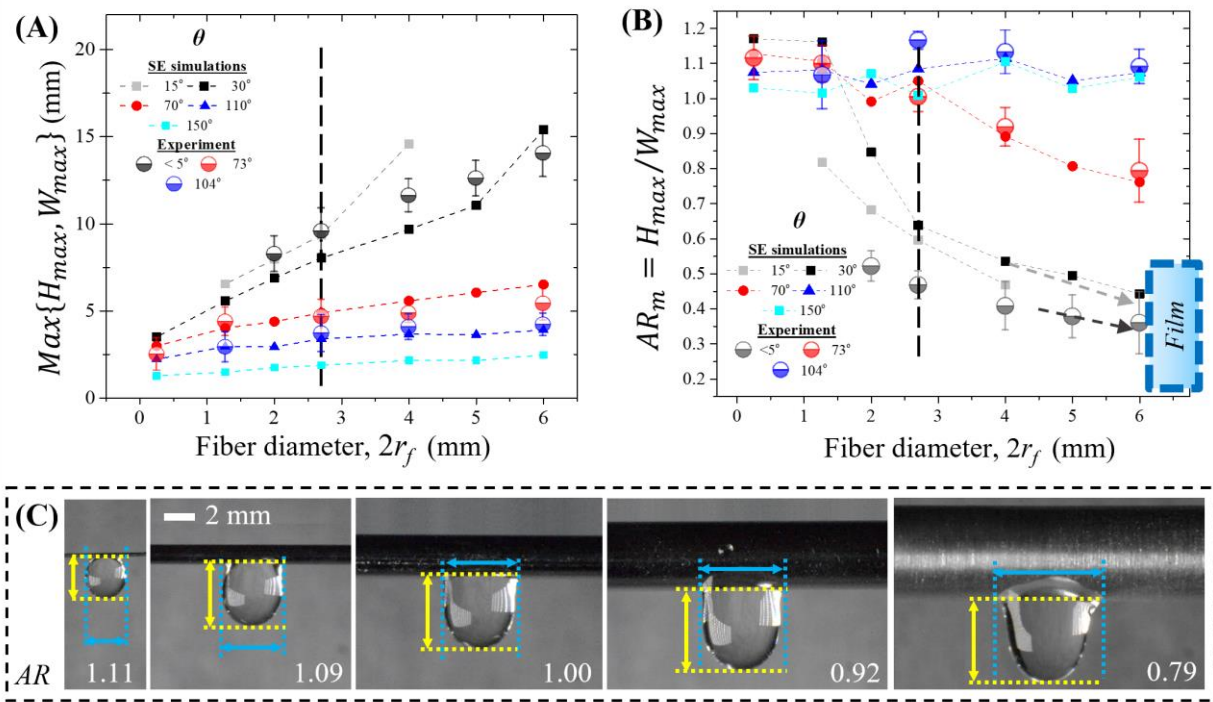 (A)
Max{H_max, W_max} (mm)
20
15
10
5
0
θ
SE simulations
15° 30°
70° 110°
150°
Experiment
< 5° 73°
104°
0 1 2 3 4 5 6
Fiber diameter, 2r_f (mm)
(B)
AR_m = H_max/W_max
1.2
1.1
1.0
0.9
0.8
0.7
0.6
0.5
0.4
0.3
0.2
θ
SE simulations
15° 30°
70° 110°
150°
Experiment
<5° 73°
104°
Film
0 1 2 3 4 5 6
Fiber diameter, 2r_f (mm)
(C)
2 mm
AR 1.11 1.09 1.00 0.92 0.79